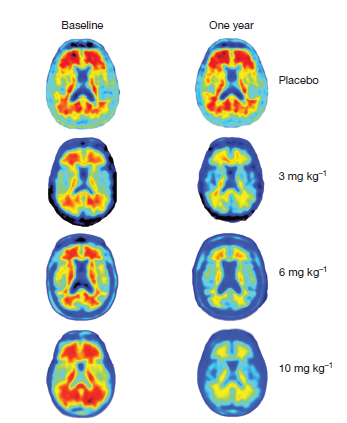 Baseline One year
Placebo
3 mg kg⁻¹
6 mg kg⁻¹
10 mg kg⁻¹